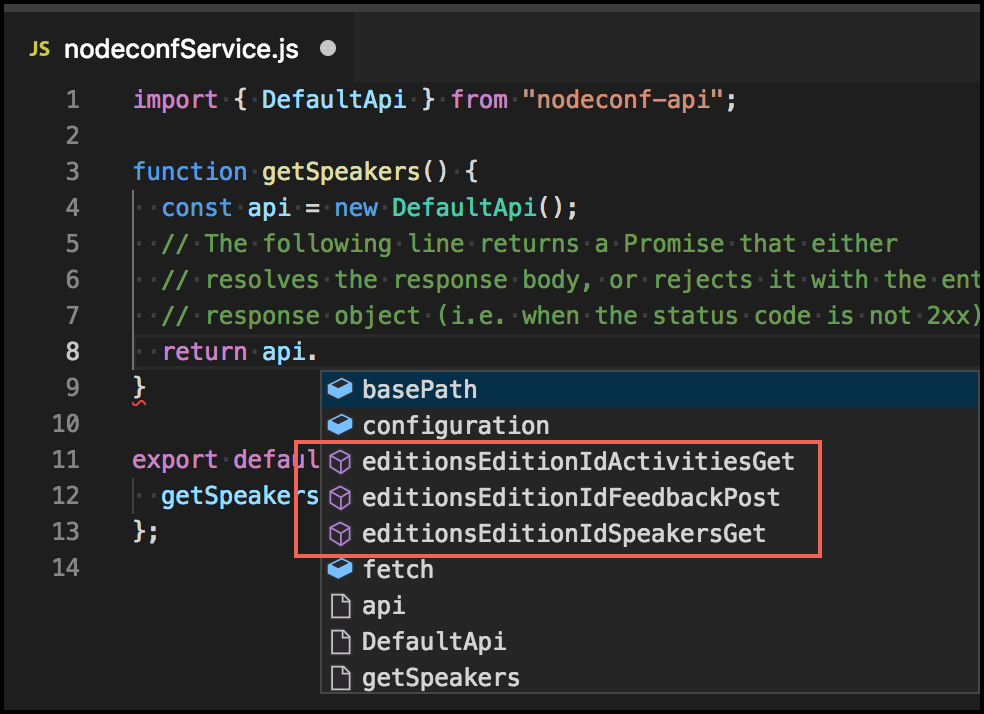 JS nodeconfService.js
1 import { DefaultApi } from "nodeconf-api";
2
3 function getSpeakers() {
4 const api = new DefaultApi();
5 // The following line returns a Promise that either
6 // resolves the response body, or rejects it with the ent
7 // response object (i.e. when the status code is not 2xx)
8 return api.
9 }
basePath
10
configuration
11 export defaul
editionsEditionIdActivitiesGet
12 getSpeakers
editionsEditionIdFeedbackPost
13 };
editionsEditionIdSpeakersGet
14
fetch
api
DefaultApi
getSpeakers